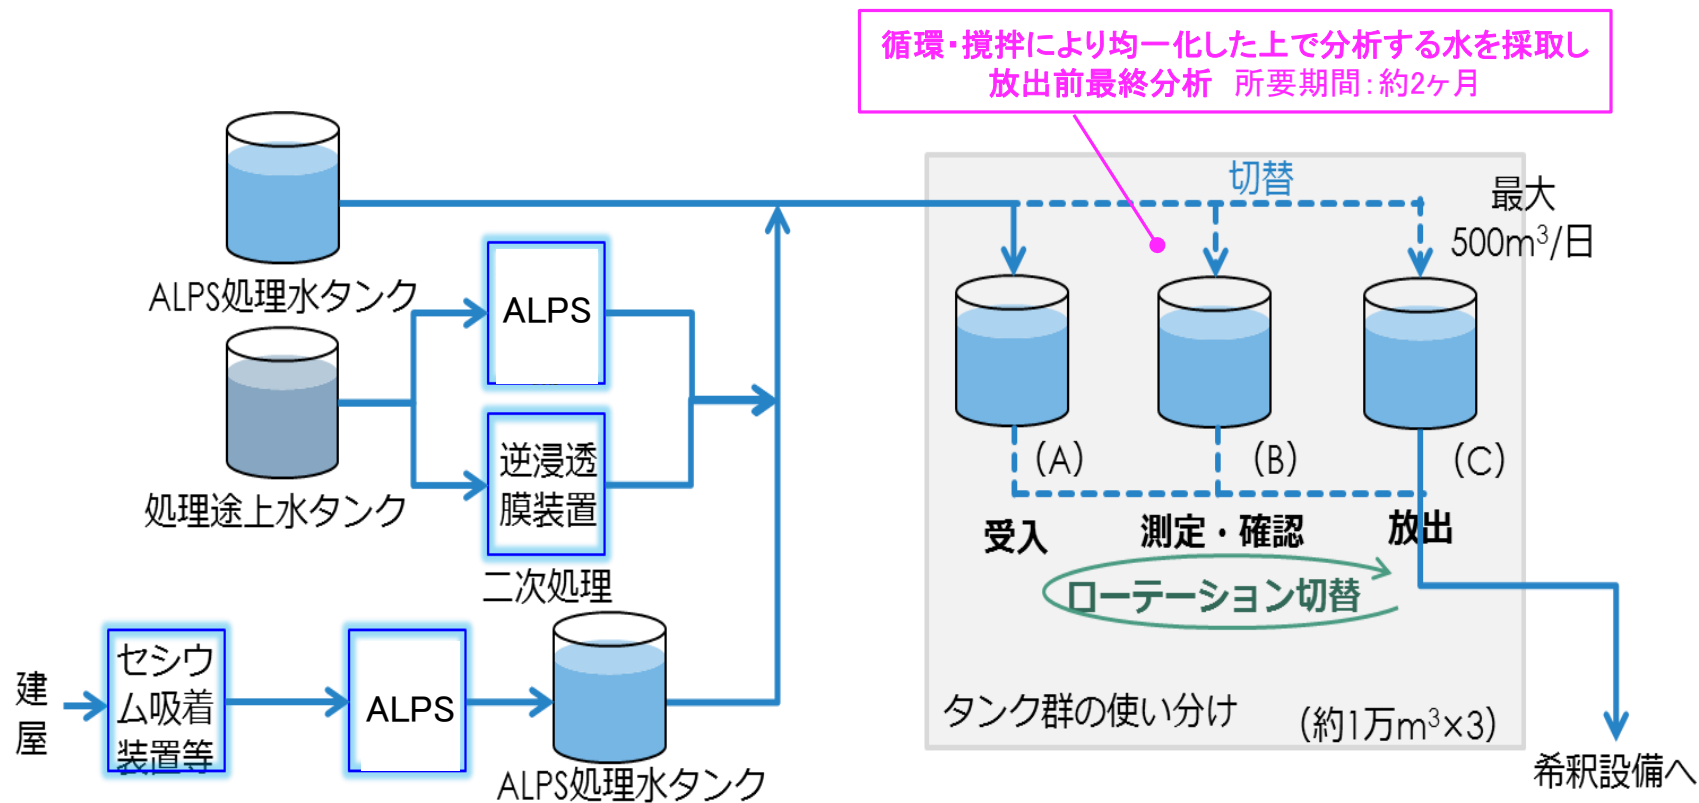 循環・撹拌により均一化した上で分析する水を採取し
放出前最終分析　所要期間：約2ヶ月
切替
最大
500m³/日
ALPS処理水タンク
ALPS
処理途上水タンク
逆浸透
膜装置
二次処理
(A)
(B)
(C)
受入
測定・確認
放出
ローテーション切替
建
屋
セシウ
ム吸着
装置等
ALPS
ALPS処理水タンク
タンク群の使い分け
(約1万m³×3)
希釈設備へ